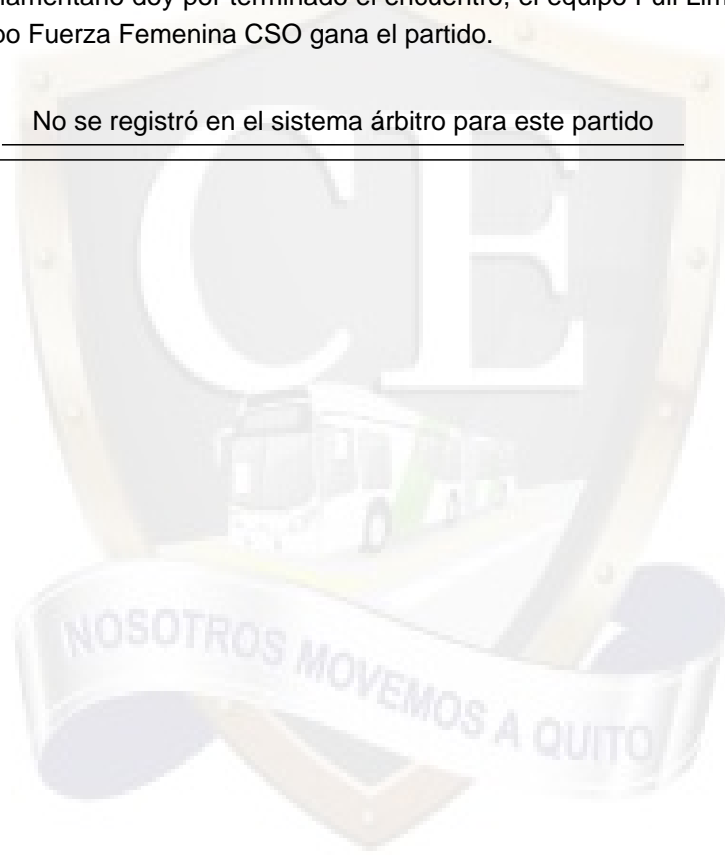 doy por terminado el encuentro, el equipo
Fuerza Femenina CSO gana el partido.
No se registró en el sistema árbitro para este partido
CE
NOSOTROS MOVEMOS A QUITO